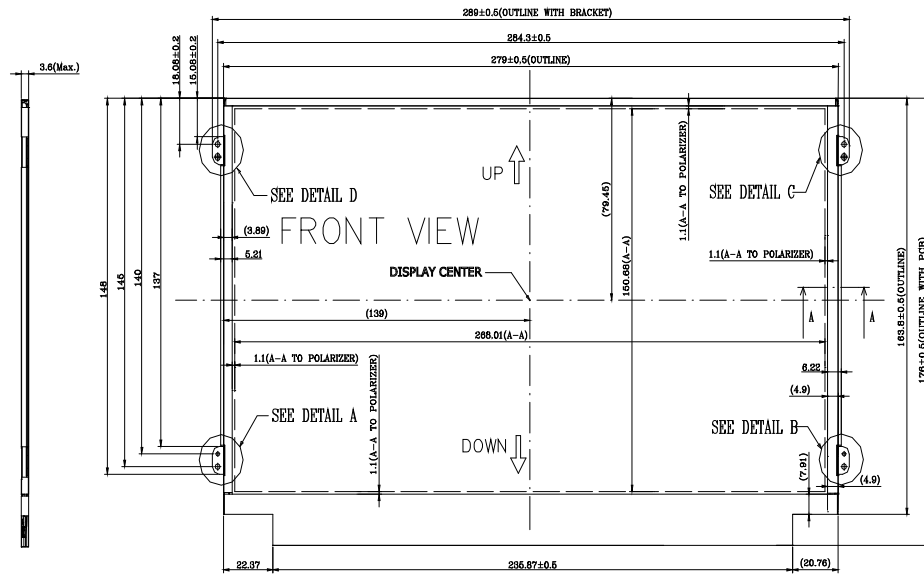 289±0.5(OUTLINE WITH BRACKET)
284.3±0.5
279±0.5(OUTLINE)
3.6(Max.)
18.08±0.2
15.08±0.2
UP
SEE DETAIL D
SEE DETAIL C
(79.45)
1.1(A-A TO POLARIZER)
(3.89)
FRONT VIEW
5.21
1.1(A-A TO POLARIZER)
150.68(A-A)
DISPLAY CENTER
148
145
140
137
163.8±0.5(OUTLINE)
176±0.5(OUTLINE WITH PCB)
(139)
A
A
268.01(A-A)
1.1(A-A TO POLARIZER)
6.22
(4.9)
1.1(A-A TO POLARIZER)
SEE DETAIL A
SEE DETAIL B
DOWN
(7.91)
(4.9)
22.37
235.87±0.5
(20.76)